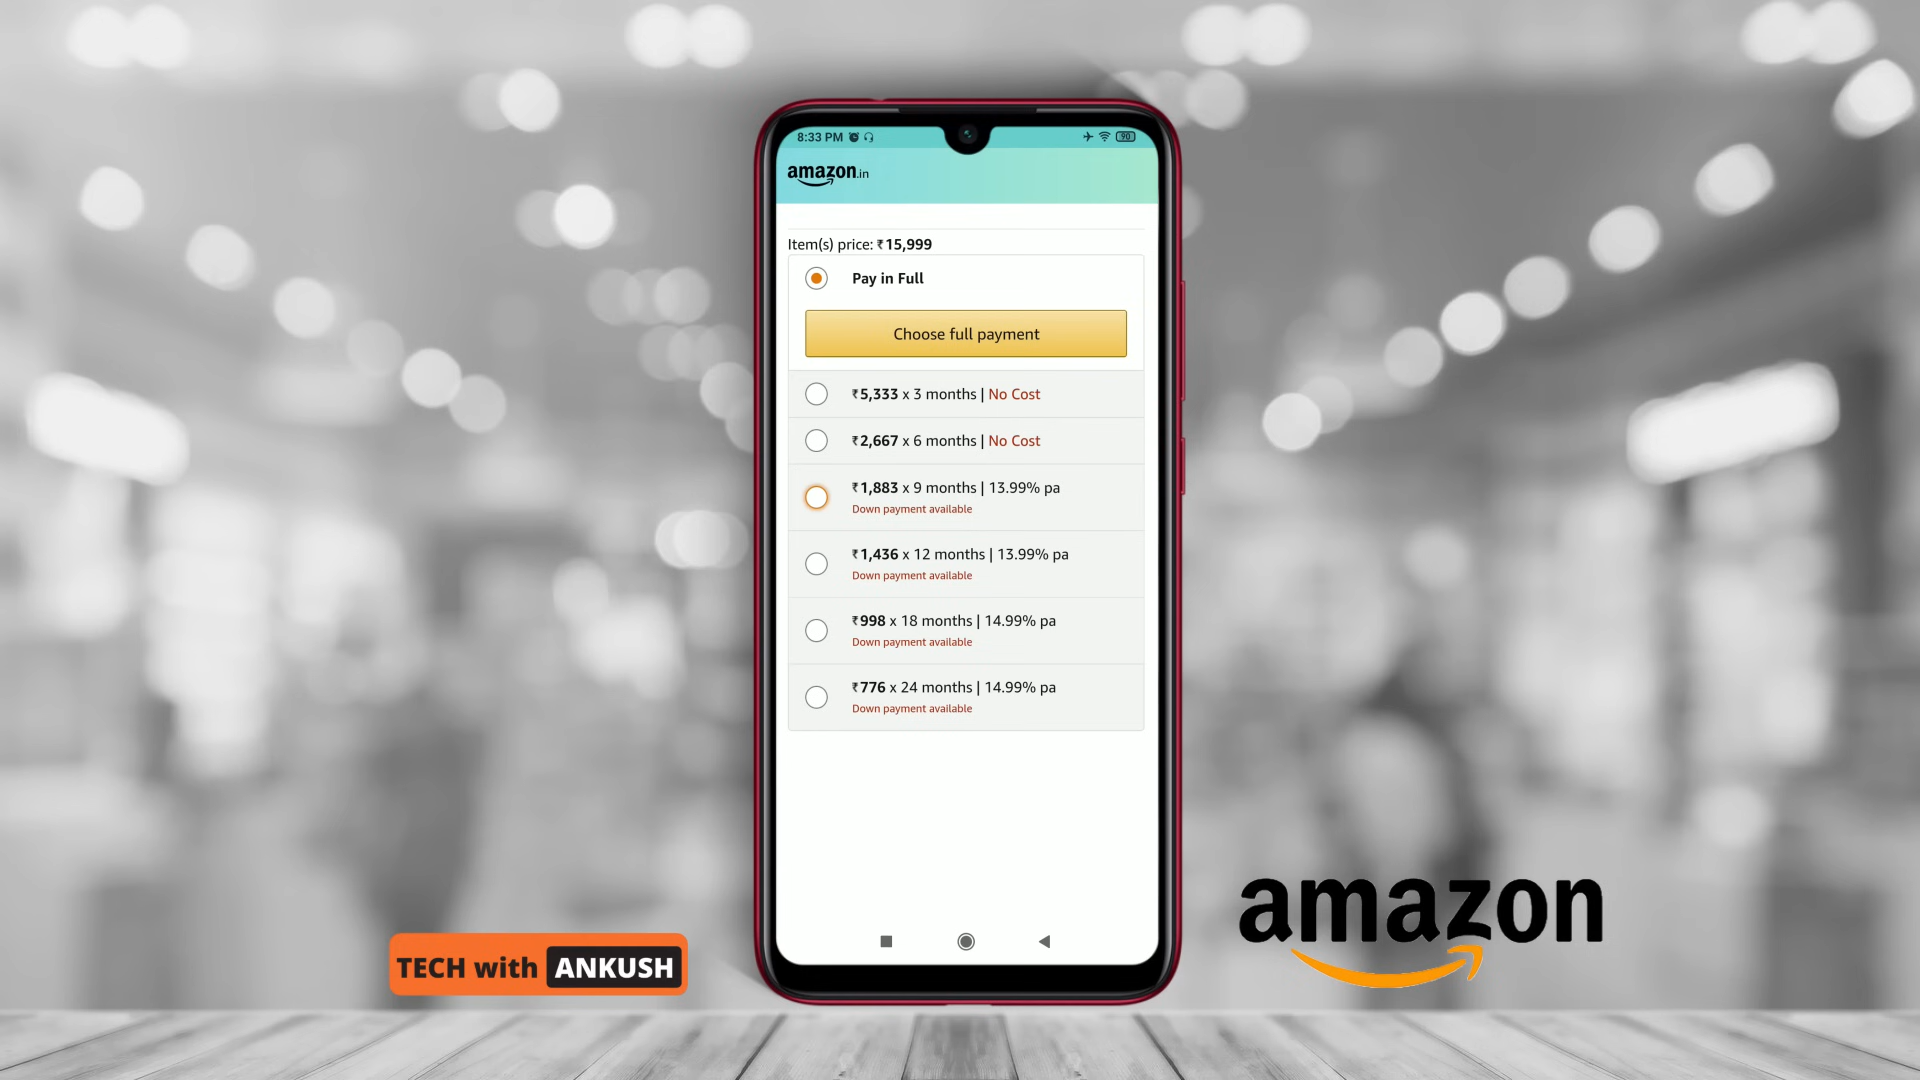 8:33 PM
90
amazon.in
Item(s) price: ₹15,999
Pay in Full
Choose full payment
₹5,333 x 3 months | No Cost
₹2,667 x 6 months | No Cost
₹1,883 x 9 months | 13.99% pa
Down payment available
₹1,436 x 12 months | 13.99% pa
Down payment available
₹998 x 18 months | 14.99% pa
Down payment available
₹776 x 24 months | 14.99% pa
Down payment available
TECH with ANKUSH
amazon